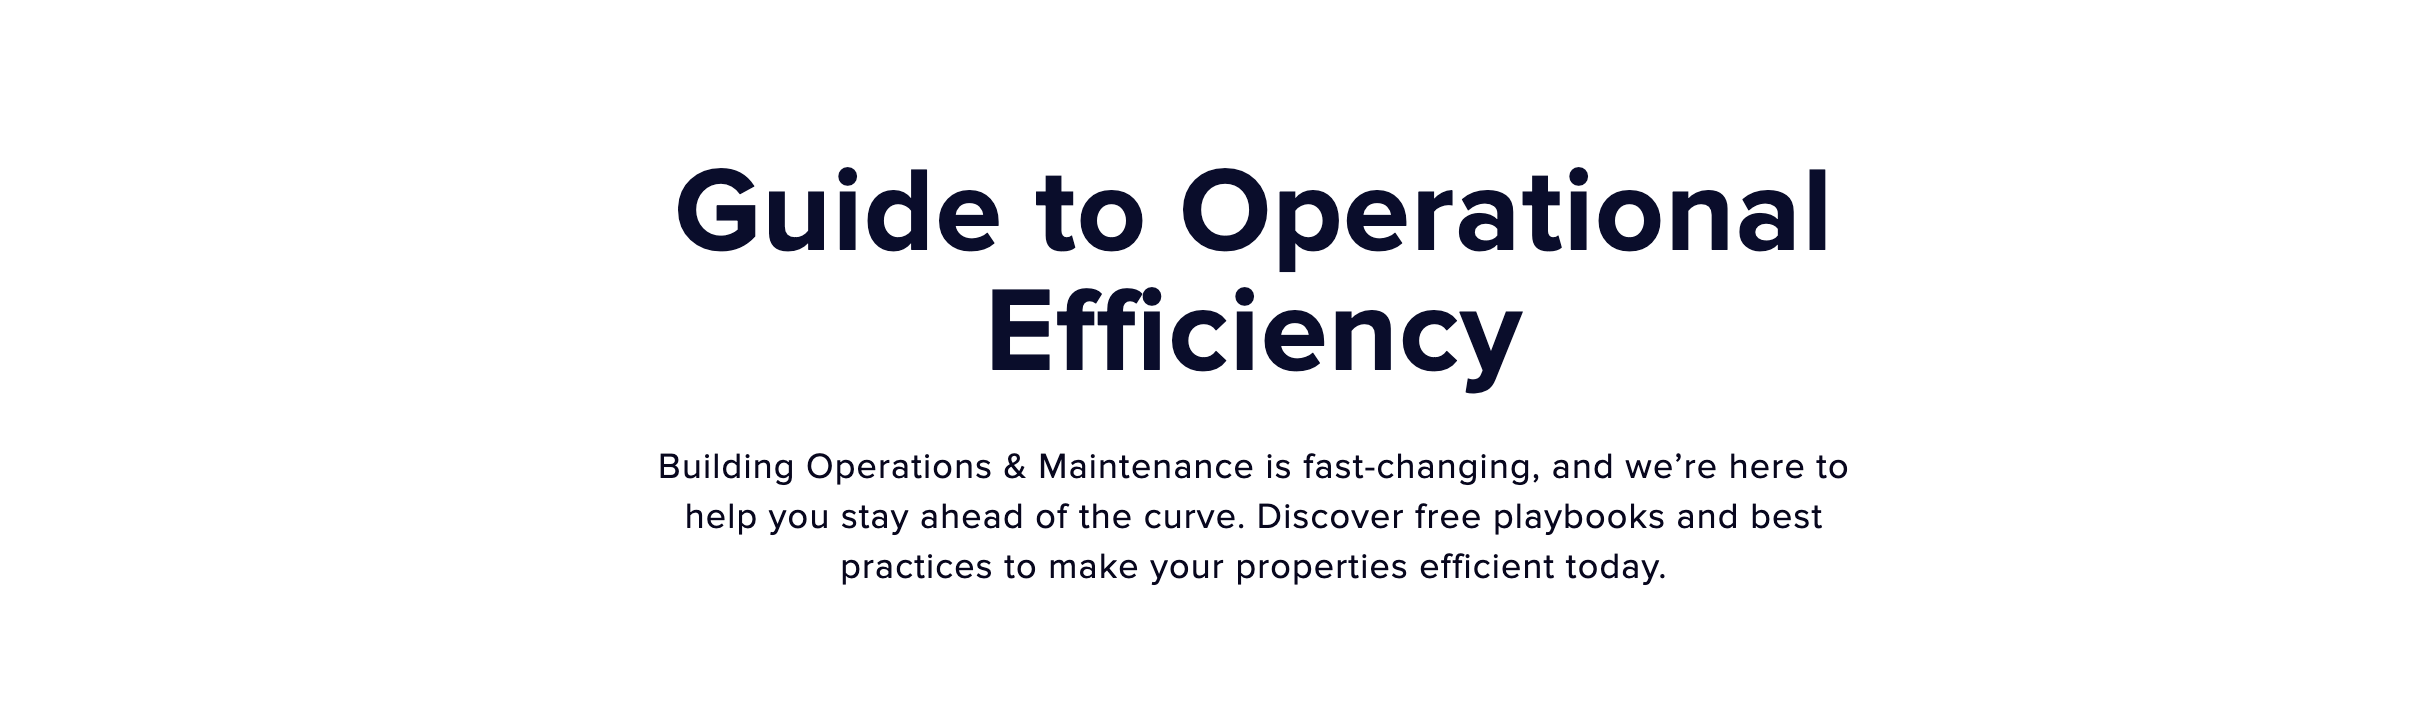 Guide to Operational
Efficiency
Building Operations & Maintenance is fast-changing, and we’re here to
help you stay ahead of the curve. Discover free playbooks and best
practices to make your properties efficient today.